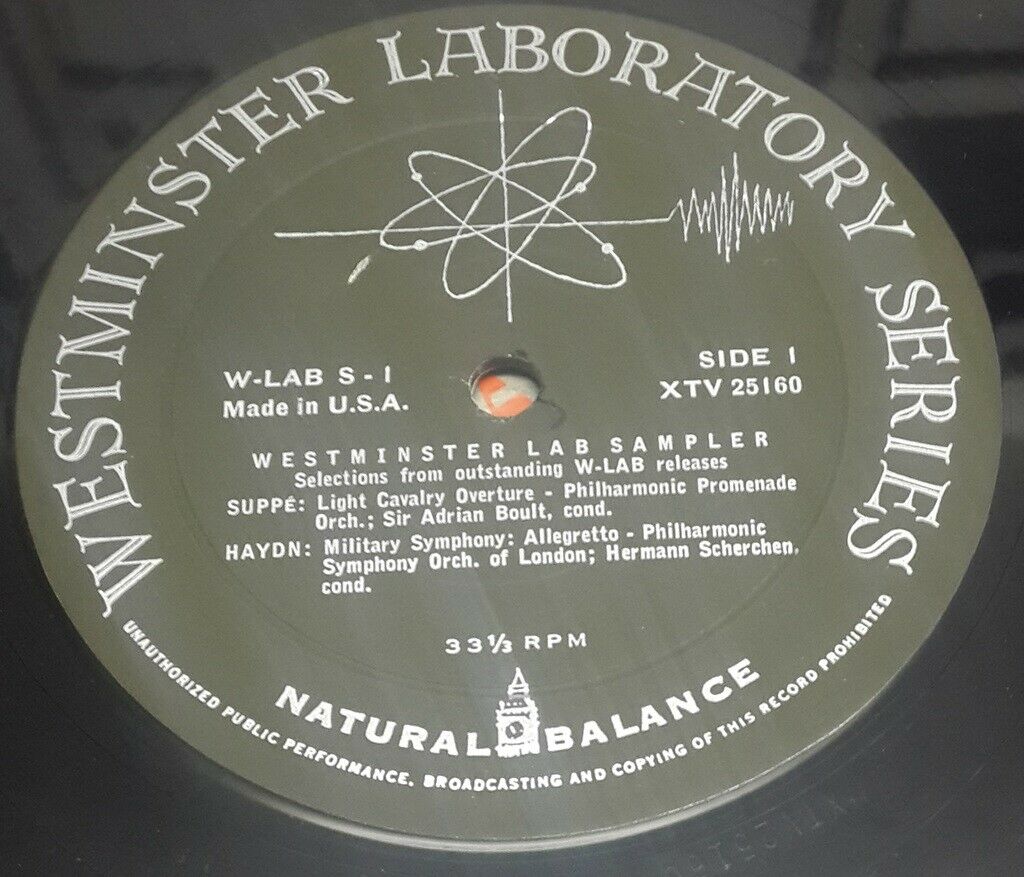 WESTMINSTER LABORATORY SERIES
W-LAB S-1
Made in U.S.A.
SIDE 1
XTV 25160
WESTMINSTER LAB SAMPLER
Selections from outstanding W-LAB releases
SUPPÉ: Light Cavalry Overture - Philharmonic Promenade
Orch.; Sir Adrian Boult, cond.
HAYDN: Military Symphony: Allegretto - Philharmonic
Symphony Orch. of London; Hermann Scherchen,
cond.
33⅓ RPM
NATURAL BALANCE
UNAUTHORIZED PUBLIC PERFORMANCE, BROADCASTING AND COPYING OF THIS RECORD PROHIBITED